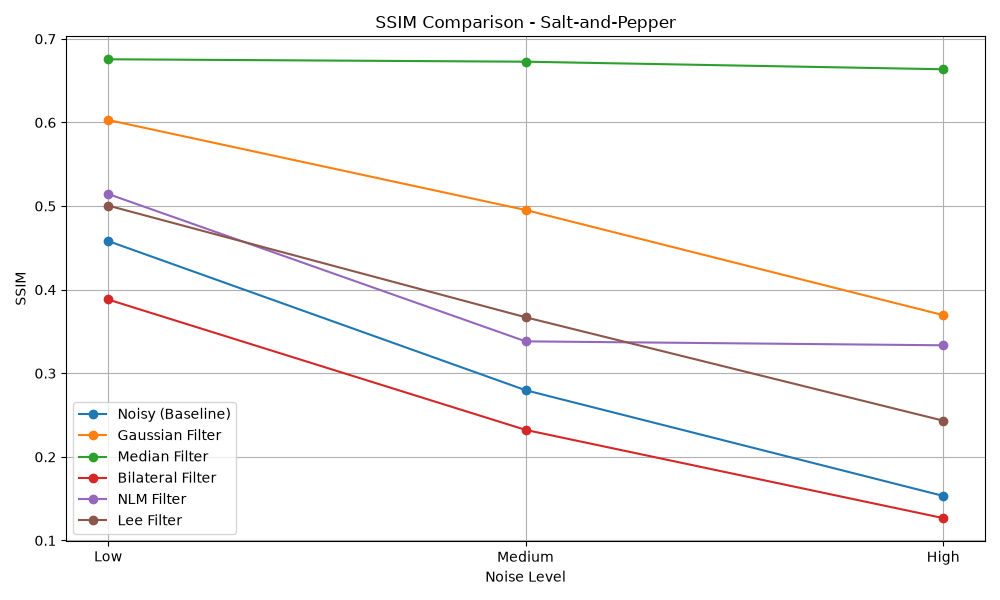 SSIM Comparison - Salt-and-Pepper
SSIM
0.7
0.6
0.5
0.4
0.3
0.2
0.1
Noisy (Baseline)
Gaussian Filter
Median Filter
Bilateral Filter
NLM Filter
Lee Filter
Low
Medium
High
Noise Level